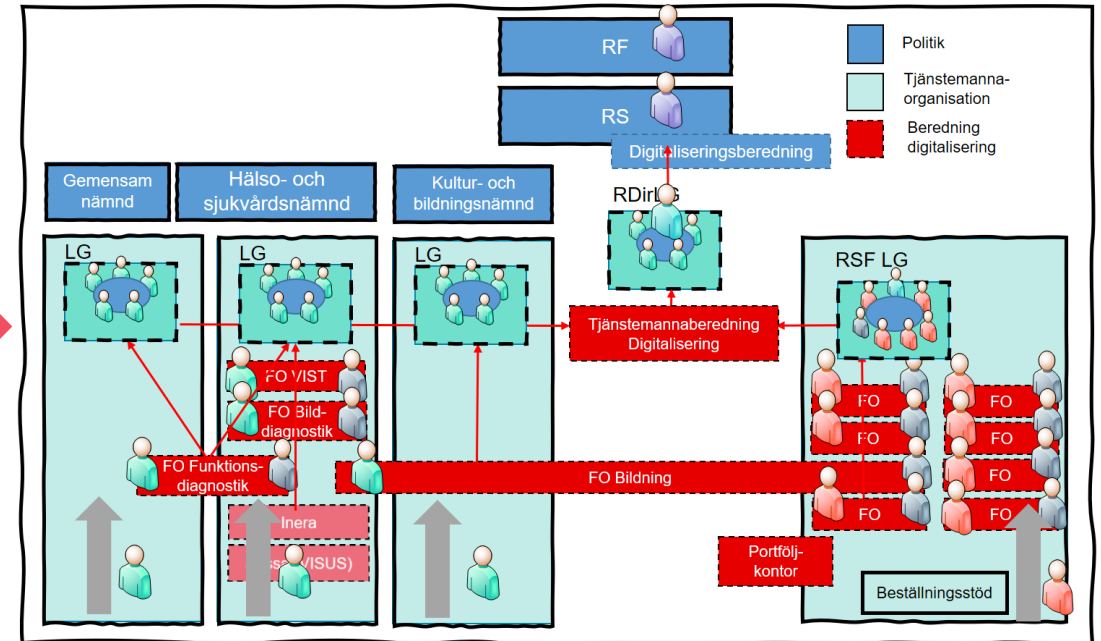 RF
RS
Digitaliseringsberedning
Politik
Tjänstemanna-
organisation
Beredning
digitalisering
Gemensam
nämnd
Hälso- och
sjukvårdsnämnd
Kultur- och
bildningsnämnd
RDirLG
LG
LG
LG
RSF LG
Tjänstemannaberedning
Digitalisering
FO VIST
FO Bild-
diagnostik
FO Funktions-
diagnostik
FO Bildning
Inera
VISUS)
FO
FO
FO
FO
FO
FO
FO
FO
Portfölj-
kontor
Beställningsstöd